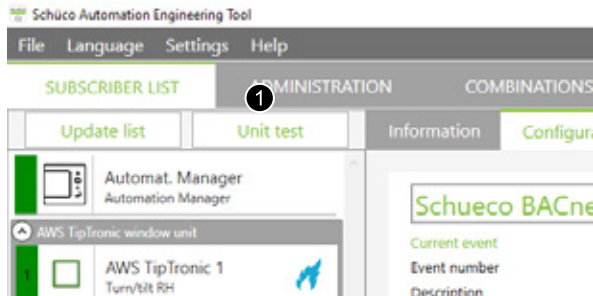 Schüco Automation Engineering Tool
File Language Settings Help
SUBSCRIBER LIST
ADMINISTRATION
COMBINATIONS
1
Update list
Unit test
Information
Configura
Automat. Manager
Automation Manager
AWS TipTronic window unit
1
AWS TipTronic 1
Turn/tilt RH
Schueco BACne
Current event
Event number
Description